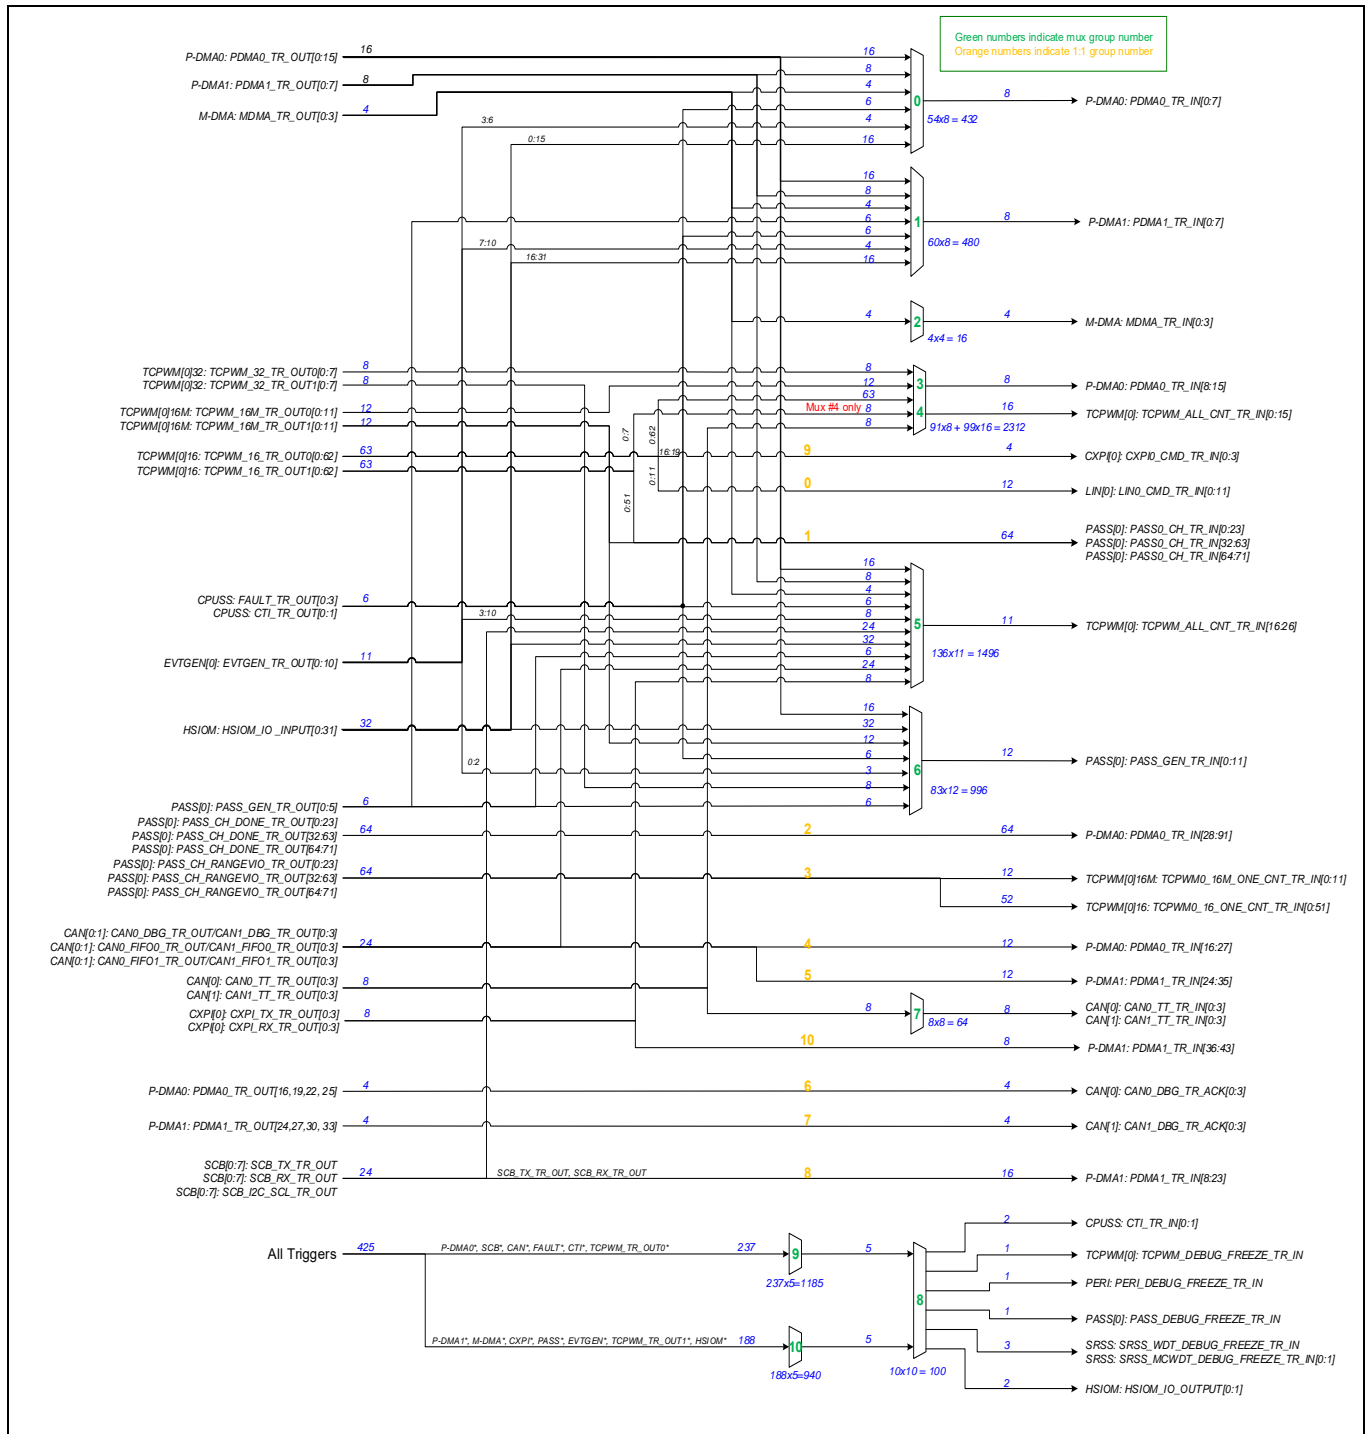 Green numbers indicate mux group number
Orange numbers indicate 1:1 group number
P-DMA0: PDMA0_TR_OUT[0:15] 16 16
8
P-DMA1: PDMA1_TR_OUT[0:7] 8
4
M-DMA: MDMA_TR_OUT[0:3] 4
6
0 8 P-DMA0: PDMA0_TR_IN[0:7]
3:6 4
54x8 = 432
0:15 16
16
8
4
6
1 8 P-DMA1: PDMA1_TR_IN[0:7]
6
7:10 4
60x8 = 480
16:31 16
4 2 4 M-DMA: MDMA_TR_IN[0:3]
4x4 = 16
TCPWM[0]32: TCPWM_32_TR_OUT0[0:7] 8 8
TCPWM[0]32: TCPWM_32_TR_OUT1[0:7] 8
12 3 8 P-DMA0: PDMA0_TR_IN[8:15]
63
TCPWM[0]16M: TCPWM_16M_TR_OUT0[0:11] 12
Mux #4 only 8 4 16 TCPWM[0]: TCPWM_ALL_CNT_TR_IN[0:15]
TCPWM[0]16M: TCPWM_16M_TR_OUT1[0:11] 12
0:7 0:62 8
91x8 + 99x16 = 2312
TCPWM[0]16: TCPWM_16_TR_OUT0[0:62] 63
16:19 9 4 CXPI[0]: CXPI0_CMD_TR_IN[0:3]
TCPWM[0]16: TCPWM_16_TR_OUT1[0:62] 63
0:11
0 12 LIN[0]: LIN0_CMD_TR_IN[0:11]
0:51
PASS[0]: PASS0_CH_TR_IN[0:23]
1 64 PASS[0]: PASS0_CH_TR_IN[32:63]
PASS[0]: PASS0_CH_TR_IN[64:71]
16
8
4
CPUSS: FAULT_TR_OUT[0:3] 6 6
CPUSS: CTI_TR_OUT[0:1]
3:10 8
24 5 11 TCPWM[0]: TCPWM_ALL_CNT_TR_IN[16:26]
32
6
136x11 = 1496
EVTGEN[0]: EVTGEN_TR_OUT[0:10] 11 24
8
16
HSIOM: HSIOM_IO _INPUT[0:31] 32 32
12
6 12 PASS[0]: PASS_GEN_TR_IN[0:11]
0:2 3 6
8
83x12 = 996
PASS[0]: PASS_GEN_TR_OUT[0:5] 6 6
PASS[0]: PASS_CH_DONE_TR_OUT[0:23]
PASS[0]: PASS_CH_DONE_TR_OUT[32:63] 64 2 64 P-DMA0: PDMA0_TR_IN[28:91]
PASS[0]: PASS_CH_DONE_TR_OUT[64:71]
PASS[0]: PASS_CH_RANGEVIO_TR_OUT[0:23]
PASS[0]: PASS_CH_RANGEVIO_TR_OUT[32:63] 64 3 12 TCPWM[0]16M: TCPWM0_16M_ONE_CNT_TR_IN[0:11]
PASS[0]: PASS_CH_RANGEVIO_TR_OUT[64:71]
52 TCPWM[0]16: TCPWM0_16_ONE_CNT_TR_IN[0:51]
CAN[0:1]: CAN0_DBG_TR_OUT/CAN1_DBG_TR_OUT[0:3]
CAN[0:1]: CAN0_FIFO0_TR_OUT/CAN1_FIFO0_TR_OUT[0:3] 24 4 12 P-DMA0: PDMA0_TR_IN[16:27]
CAN[0:1]: CAN0_FIFO1_TR_OUT/CAN1_FIFO1_TR_OUT[0:3]
5 12 P-DMA1: PDMA1_TR_IN[24:35]
CAN[0]: CAN0_TT_TR_OUT[0:3] 8
CAN[1]: CAN1_TT_TR_OUT[0:3]
8 7 8 CAN[0]: CAN0_TT_TR_IN[0:3]
CXPI[0]: CXPI_TX_TR_OUT[0:3] 8
CAN[1]: CAN1_TT_TR_IN[0:3]
CXPI[0]: CXPI_RX_TR_OUT[0:3]
8x8 = 64
10 8 P-DMA1: PDMA1_TR_IN[36:43]
P-DMA0: PDMA0_TR_OUT[16,19,22, 25] 4 6 4 CAN[0]: CAN0_DBG_TR_ACK[0:3]
P-DMA1: PDMA1_TR_OUT[24,27,30, 33] 4 7 4 CAN[1]: CAN1_DBG_TR_ACK[0:3]
SCB[0:7]: SCB_TX_TR_OUT
SCB[0:7]: SCB_RX_TR_OUT 24 SCB_TX_TR_OUT, SCB_RX_TR_OUT 8 16 P-DMA1: PDMA1_TR_IN[8:23]
SCB[0:7]: SCB_I2C_SCL_TR_OUT
2 CPUSS: CTI_TR_IN[0:1]
All Triggers 425 P-DMA0*, SCB*, CAN*, FAULT*, CTI*, TCPWM_TR_OUT0* 237 9 5
1 TCPWM[0]: TCPWM_DEBUG_FREEZE_TR_IN
237x5=1185
1 PERI: PERI_DEBUG_FREEZE_TR_IN
8
1 PASS[0]: PASS_DEBUG_FREEZE_TR_IN
P-DMA1*, M-DMA*, CXPI*, PASS*, EVTGEN*, TCPWM_TR_OUT1*, HSIOM* 188 10 5
3 SRSS: SRSS_WDT_DEBUG_FREEZE_TR_IN
SRSS: SRSS_MCWDT_DEBUG_FREEZE_TR_IN[0:1]
188x5=940
10x10 = 100
2 HSIOM: HSIOM_IO_OUTPUT[0:1]